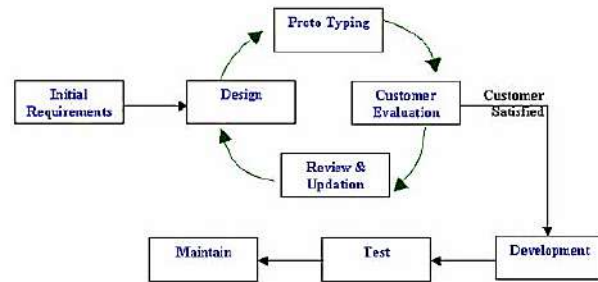 Proto Typing
Initial
Requirements
Design
Customer
Evaluation
Customer
Satisfied
Review &
Updation
Maintain
Test
Development